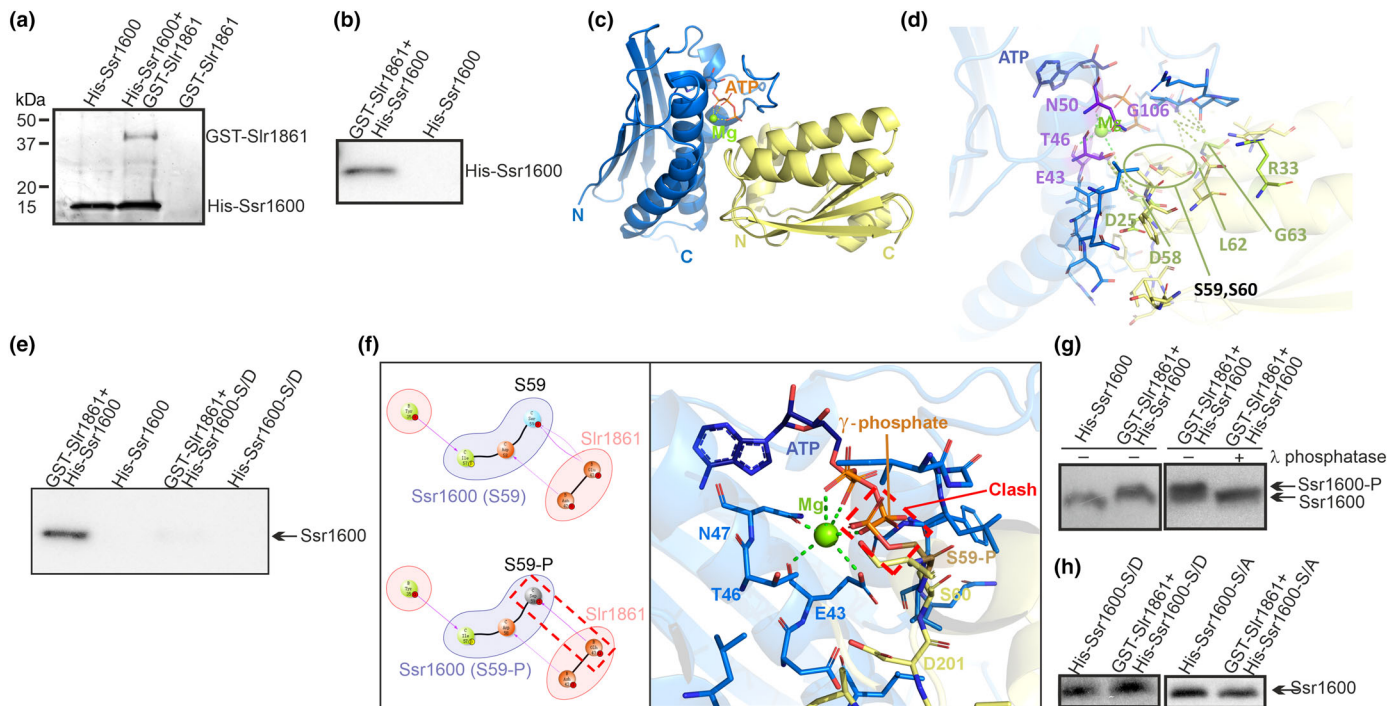 (a)
His-Ssr1600
His-Ssr1600+
GST-Slr1861
GST-Slr1861
kDa
50
37
20
15
GST-Slr1861
His-Ssr1600
(b)
GST-Slr1861+
His-Ssr1600
His-Ssr1600
His-Ssr1600
(c)
ATP
Mg
N
C
N
C
(d)
ATP
N50
G106
Mg
T46
E43
R33
D25
L62
G63
D58
S59,S60
(e)
GST-Slr1861+
His-Ssr1600
His-Ssr1600
GST-Slr1861+
His-Ssr1600-S/D
His-Ssr1600-S/D
Ssr1600
(f)
S59
Slr1861
Ssr1600 (S59)
S59-P
Slr1861
Ssr1600 (S59-P)
γ-phosphate
ATP
Clash
Mg
N47
S59-P
T46
S60
E43
D201
(g)
His-Ssr1600
GST-Slr1861+
His-Ssr1600
GST-Slr1861+
His-Ssr1600
GST-Slr1861+
His-Ssr1600
− − − + λ phosphatase
Ssr1600-P
Ssr1600
(h)
His-Ssr1600-S/D
GST-Slr1861+
His-Ssr1600-S/D
His-Ssr1600-S/A
GST-Slr1861+
His-Ssr1600-S/A
Ssr1600